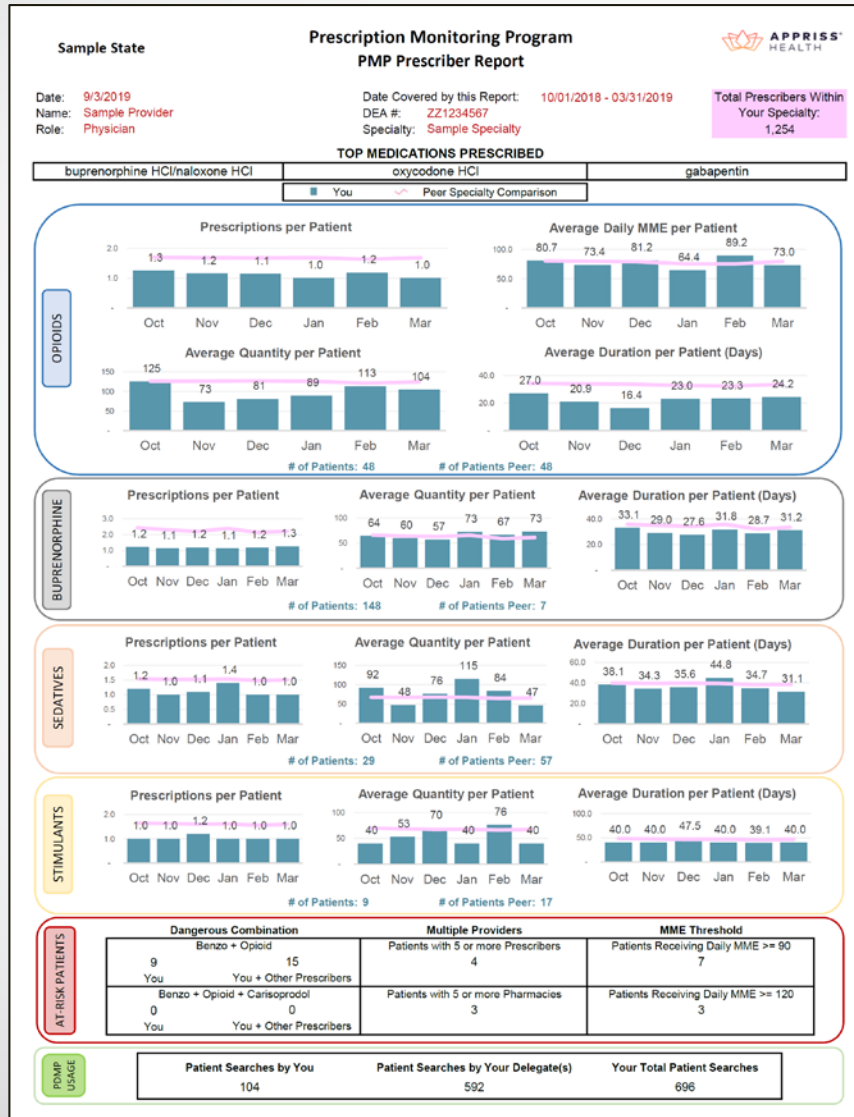 Sample State
Prescription Monitoring Program
PMP Prescriber Report
APPRISS
HEALTH
Date: 9/3/2019
Name: Sample Provider
Role: Physician
Date Covered by this Report: 10/01/2018 - 03/31/2019
DEA #: ZZ1234567
Specialty: Sample Specialty
Total Prescribers Within
Your Specialty:
1,254
TOP MEDICATIONS PRESCRIBED
buprenorphine HCl/naloxone HCl oxycodone HCl gabapentin
You Peer Specialty Comparison
OPIOIDS
Prescriptions per Patient
2.0
1.0
-
1.3 1.2 1.1 1.0 1.2 1.0
Oct Nov Dec Jan Feb Mar
Average Daily MME per Patient
100.0
50.0
-
80.7 73.4 81.2 64.4 89.2 73.0
Oct Nov Dec Jan Feb Mar
Average Quantity per Patient
150
100
50
-
125 73 81 89 113 104
Oct Nov Dec Jan Feb Mar
Average Duration per Patient (Days)
40.0
20.0
-
27.0 20.9 16.4 23.0 23.3 24.2
Oct Nov Dec Jan Feb Mar
# of Patients: 48 # of Patients Peer: 48
BUPRENORPHINE
Prescriptions per Patient
3.0
2.0
1.0
-
1.2 1.1 1.2 1.1 1.2 1.3
Oct Nov Dec Jan Feb Mar
Average Quantity per Patient
100
50
-
64 60 57 73 67 73
Oct Nov Dec Jan Feb Mar
Average Duration per Patient (Days)
40.0
20.0
-
33.1 29.0 27.6 31.8 28.7 31.2
Oct Nov Dec Jan Feb Mar
# of Patients: 148 # of Patients Peer: 7
SEDATIVES
Prescriptions per Patient
2.0
1.5
1.0
0.5
-
1.2 1.0 1.1 1.4 1.0 1.0
Oct Nov Dec Jan Feb Mar
Average Quantity per Patient
150
100
50
-
92 48 76 115 84 47
Oct Nov Dec Jan Feb Mar
Average Duration per Patient (Days)
60.0
40.0
20.0
-
38.1 34.3 35.6 44.8 34.7 31.1
Oct Nov Dec Jan Feb Mar
# of Patients: 29 # of Patients Peer: 57
STIMULANTS
Prescriptions per Patient
2.0
1.0
-
1.0 1.0 1.2 1.0 1.0 1.0
Oct Nov Dec Jan Feb Mar
Average Quantity per Patient
100
50
-
40 53 70 40 76 40
Oct Nov Dec Jan Feb Mar
Average Duration per Patient (Days)
100.0
50.0
-
40.0 40.0 47.5 40.0 39.1 40.0
Oct Nov Dec Jan Feb Mar
# of Patients: 9 # of Patients Peer: 17
AT-RISK PATIENTS
Dangerous Combination Multiple Providers MME Threshold
Benzo + Opioid Patients with 5 or more Prescribers Patients Receiving Daily MME >= 90
9 15 4 7
You You + Other Prescribers
Benzo + Opioid + Carisoprodol Patients with 5 or more Pharmacies Patients Receiving Daily MME >= 120
0 0 3 3
You You + Other Prescribers
PDMP
USAGE
Patient Searches by You Patient Searches by Your Delegate(s) Your Total Patient Searches
104 592 696